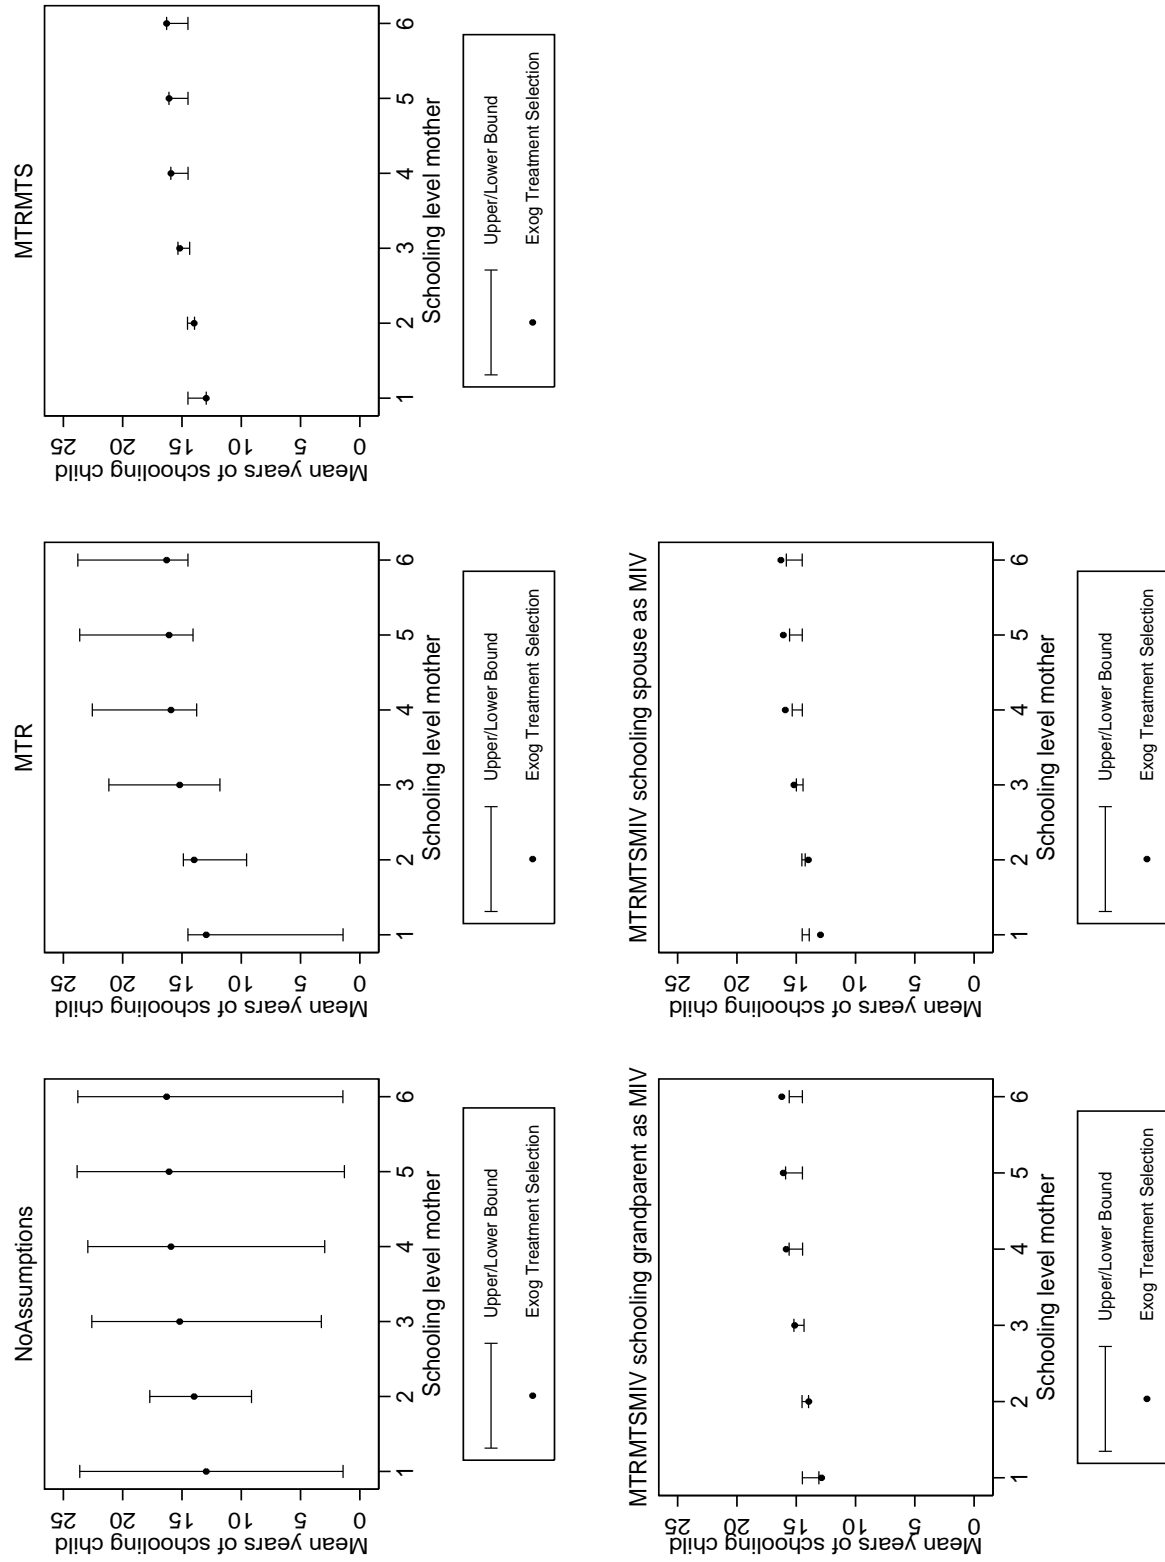 NoAssumptions
Mean years of schooling child
25
20
15
10
5
0
1 2 3 4 5 6
Schooling level mother
Upper/Lower Bound
Exog Treatment Selection
MTR
Mean years of schooling child
25
20
15
10
5
0
1 2 3 4 5 6
Schooling level mother
Upper/Lower Bound
Exog Treatment Selection
MTRMTS
Mean years of schooling child
25
20
15
10
5
0
1 2 3 4 5 6
Schooling level mother
Upper/Lower Bound
Exog Treatment Selection
MTRMTSMIV schooling grandparent as MIV
Mean years of schooling child
25
20
15
10
5
0
1 2 3 4 5 6
Schooling level mother
Upper/Lower Bound
Exog Treatment Selection
MTRMTSMIV schooling spouse as MIV
Mean years of schooling child
25
20
15
10
5
0
1 2 3 4 5 6
Schooling level mother
Upper/Lower Bound
Exog Treatment Selection